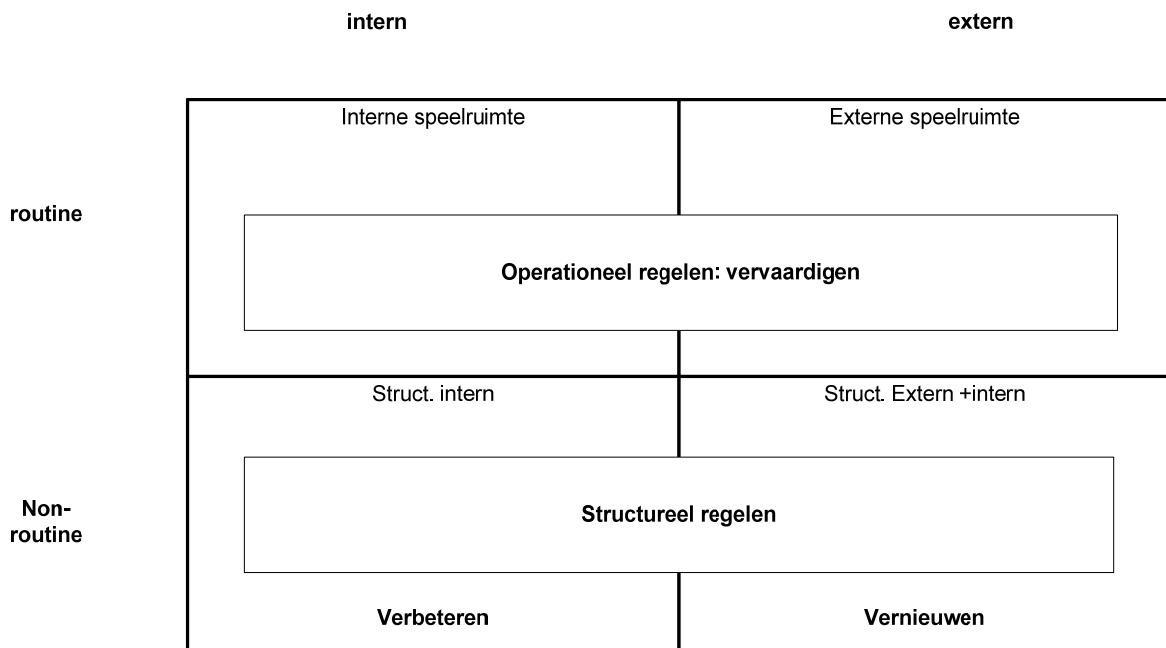 intern
extern
Interne speelruimte
Externe speelruimte
routine
Operationeel regelen: vervaardigen
Struct. intern
Struct. Extern +intern
Non-
routine
Structureel regelen
Verbeteren
Vernieuwen